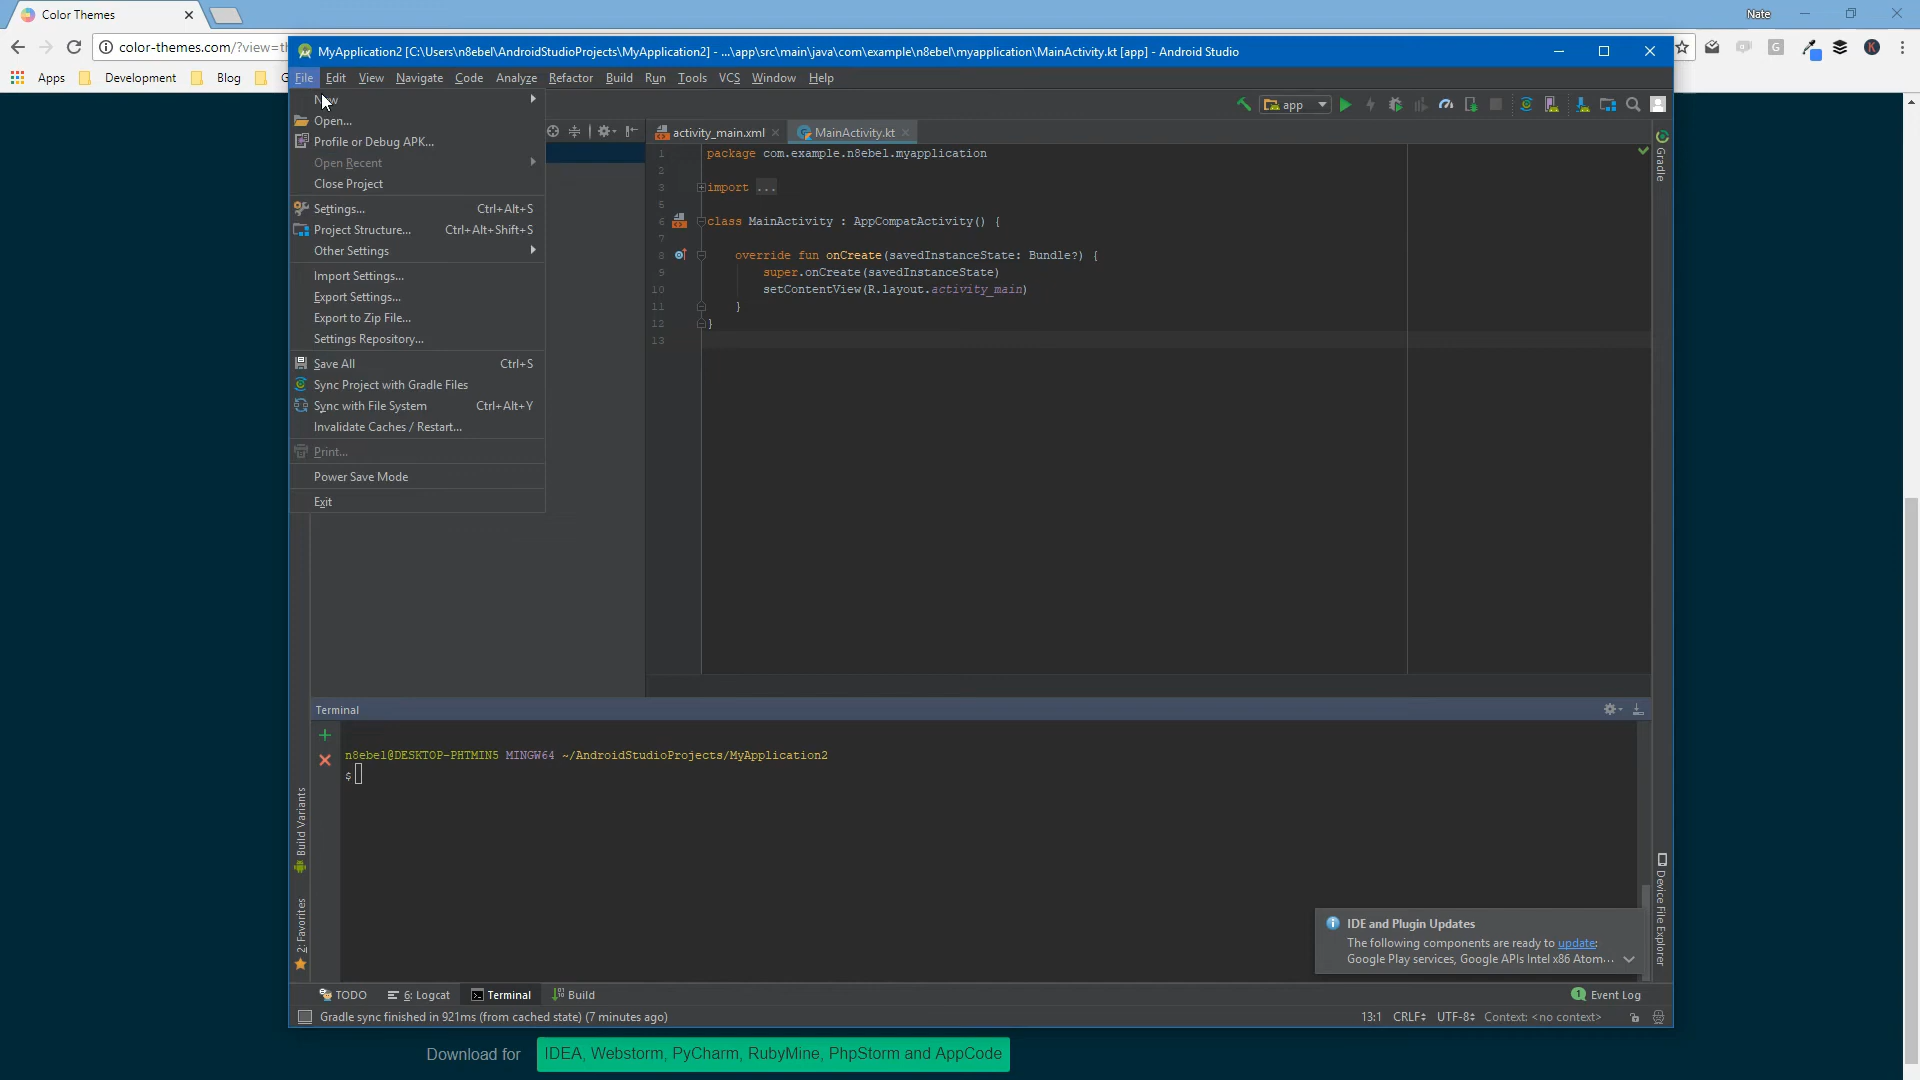 Color Themes
Nate
color-themes.com/?view=th
Apps
Development
Blog
MyApplication2 [C:\Users\n8ebel\AndroidStudioProjects\MyApplication2] - ...\app\src\main\java\com\example\n8ebel\myapplication\MainActivity.kt [app] - Android Studio
File Edit View Navigate Code Analyze Refactor Build Run Tools VCS Window Help
New
Open...
Profile or Debug APK...
Open Recent
Close Project
Settings... Ctrl+Alt+S
Project Structure... Ctrl+Alt+Shift+S
Other Settings
Import Settings...
Export Settings...
Export to Zip File...
Settings Repository...
Save All Ctrl+S
Sync Project with Gradle Files
Sync with File System Ctrl+Alt+Y
Invalidate Caches / Restart...
Print...
Power Save Mode
Exit
app
activity_main.xml
MainActivity.kt
1 package com.example.n8ebel.myapplication
2
3 import ...
5
6 class MainActivity : AppCompatActivity() {
7
8 override fun onCreate(savedInstanceState: Bundle?) {
9 super.onCreate(savedInstanceState)
10 setContentView(R.layout.activity_main)
11 }
12 }
13
Gradle
Device File Explorer
Build Variants
2: Favorites
Terminal
n8ebel@DESKTOP-PHTMIN5 MINGW64 ~/AndroidStudioProjects/MyApplication2
$
IDE and Plugin Updates
The following components are ready to update:
Google Play services, Google APIs Intel x86 Atom...
TODO
6: Logcat
Terminal
Build
1 Event Log
Gradle sync finished in 921ms (from cached state) (7 minutes ago)
13:1 CRLF UTF-8 Context: <no context>
Download for
IDEA, Webstorm, PyCharm, RubyMine, PhpStorm and AppCode